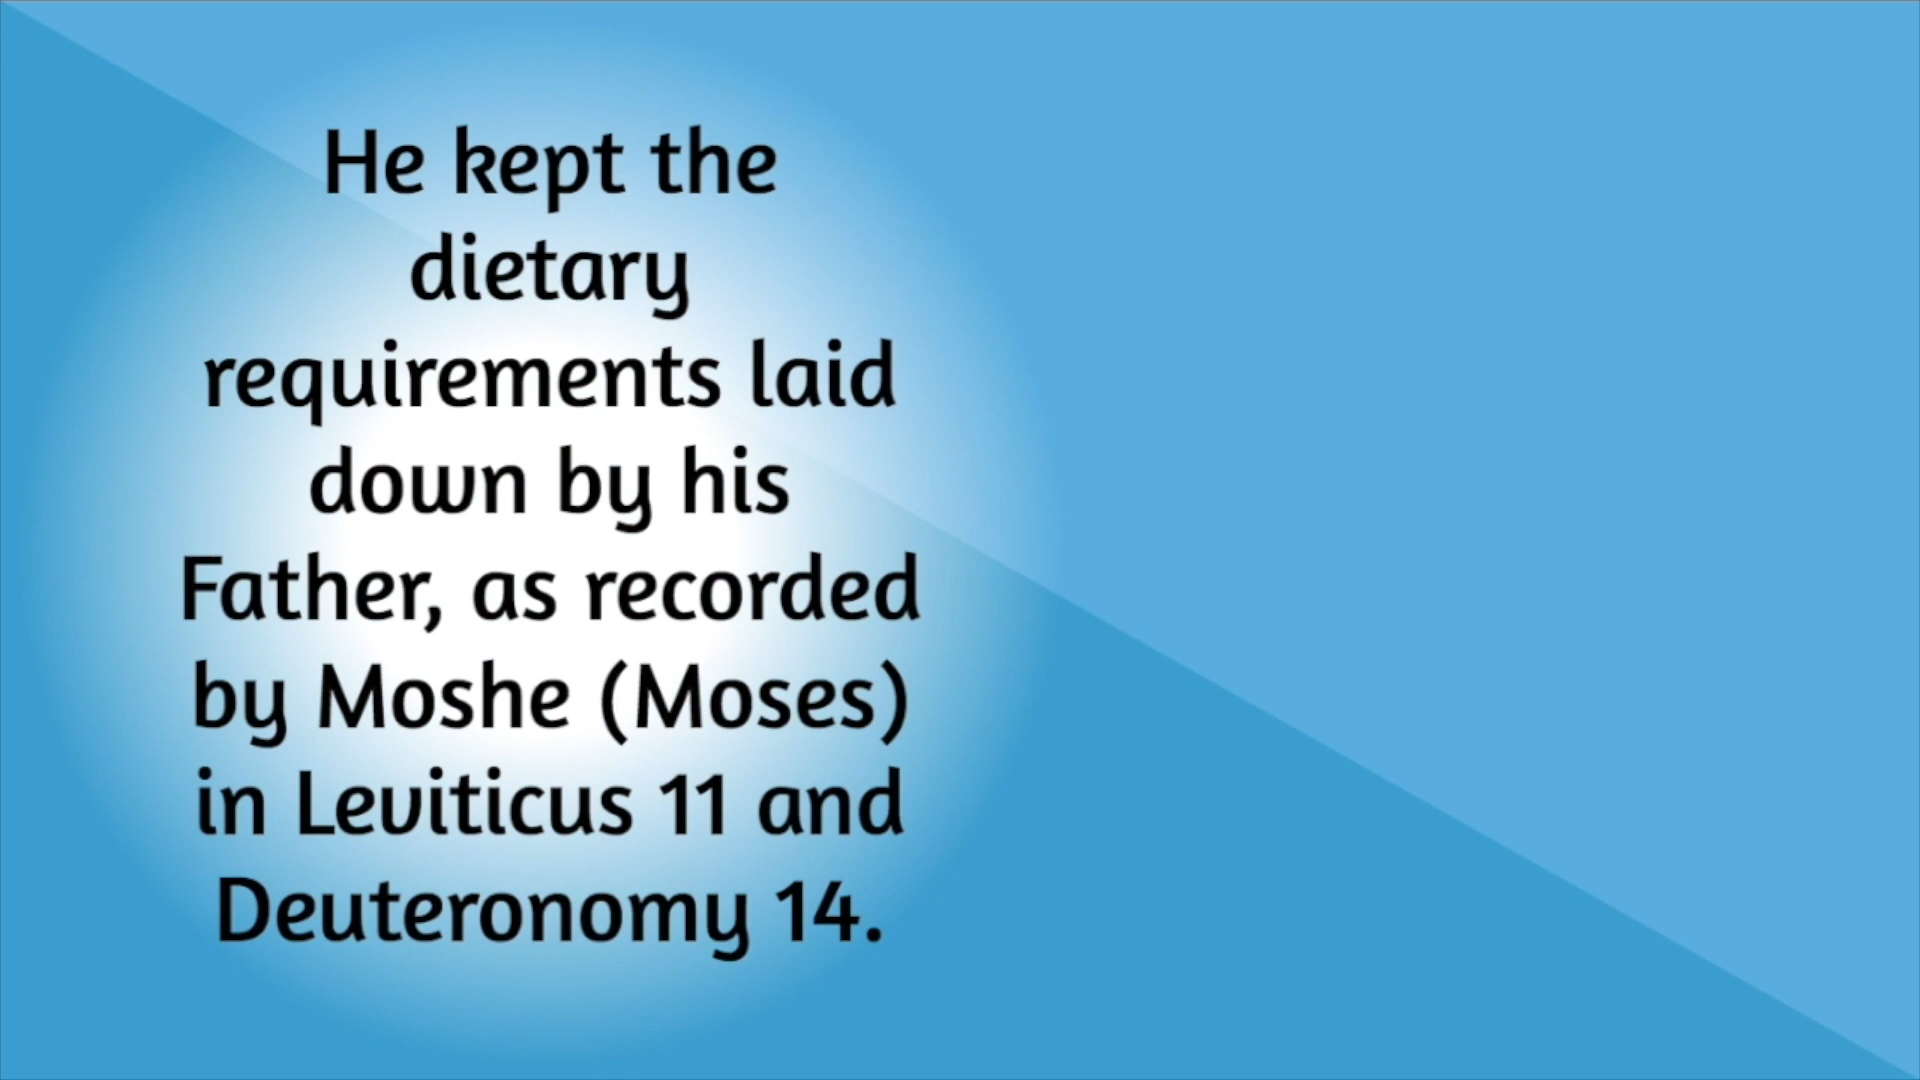 He kept the
dietary
requirements laid
down by his
Father, as recorded
by Moshe (Moses)
in Leviticus 11 and
Deuteronomy 14.